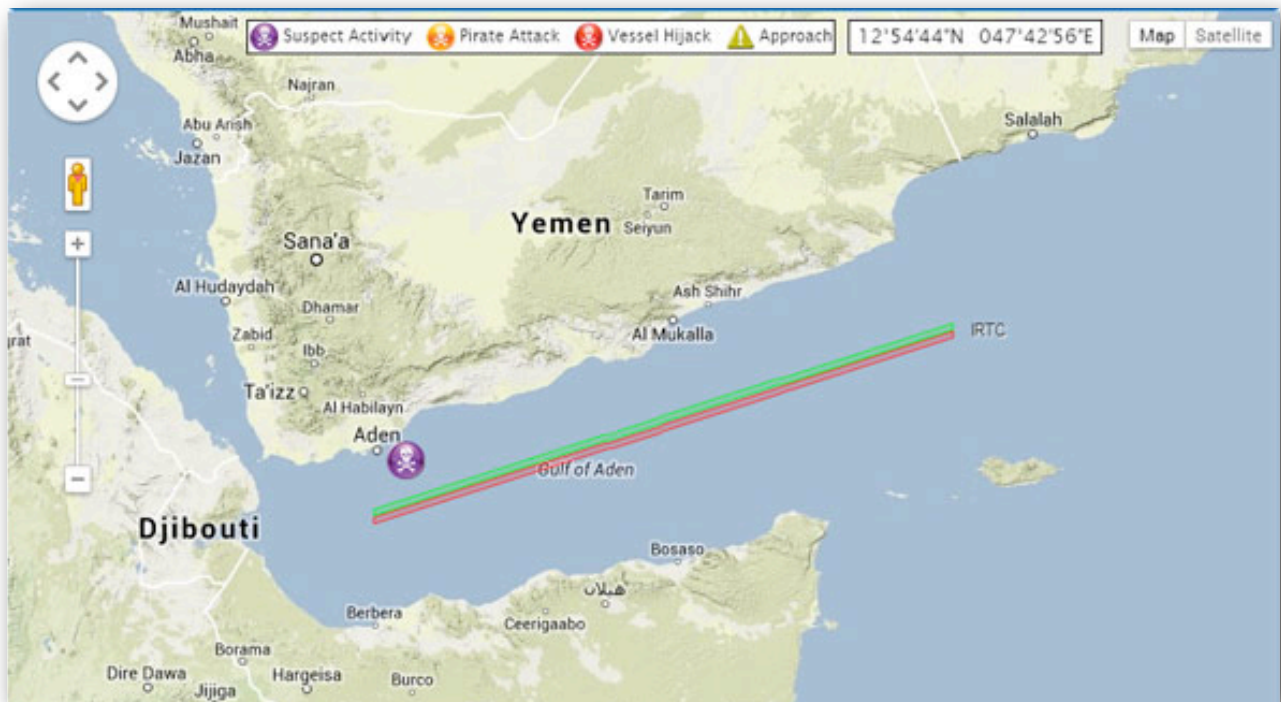 Mushait
Suspect Activity Pirate Attack Vessel Hijack Approach
12°54'44"N 047°42'56"E
Map Satellite
Abha
Najran
Abu Arish
Jazan
Salalah
Tarim
Yemen
Seiyun
Sana'a
Al Hudaydah
Ash Shihr
Dhamar
Al Mukalla
IRTC
Zabid
rat
Ibb
Ta'izz
Al Habilayn
Aden
Gulf of Aden
Djibouti
Bosaso
هيلان
Berbera
Ceerigaabo
Borama
Dire Dawa
Hargeisa
Burco
Jijiga